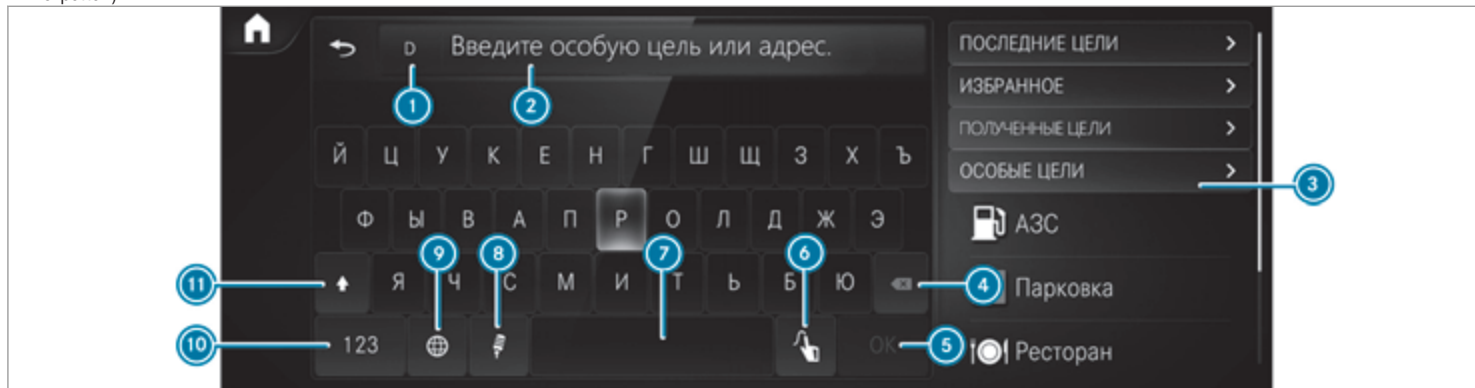 D Введите особую цель или адрес.
1 2
Й Ц У К Е Н Г Ш Щ З Х Ъ
Ф Ы В А П Р О Л Д Ж Э
9 8 7 6
11 Я Ч С М И Т Ь Б Ю 4
10 123 OK 5
ПОСЛЕДНИЕ ЦЕЛИ
ИЗБРАННОЕ
ПОЛУЧЕННЫЕ ЦЕЛИ
ОСОБЫЕ ЦЕЛИ
3
АЗС
Парковка
Ресторан